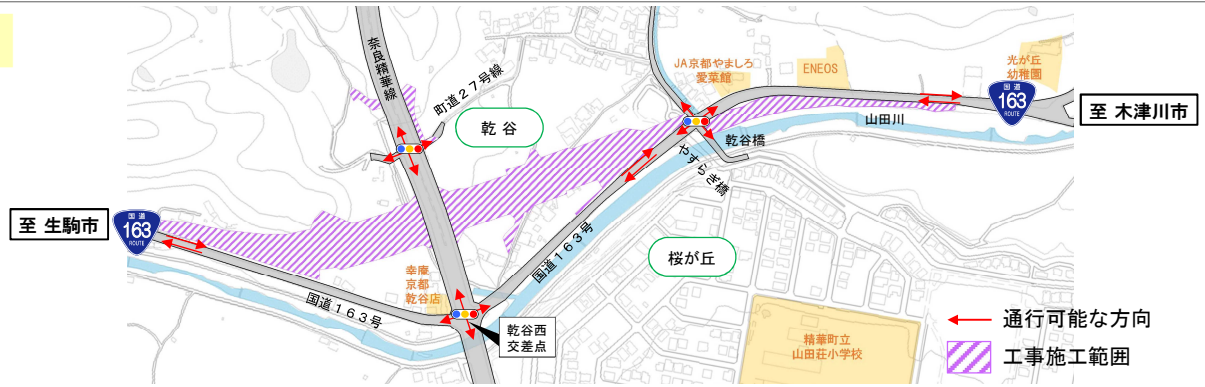 奈良精華線
町道27号線
乾谷
JA京都やましろ
愛菜館
ENEOS
光が丘
幼稚園
国道
163
ROUTE
至 木津川市
山田川
乾谷橋
やすらぎ橋
至 生駒市
国道
163
ROUTE
国道163号
桜が丘
幸庵
京都
乾谷店
国道163号
乾谷西
交差点
精華町立
山田荘小学校
通行可能な方向
工事施工範囲